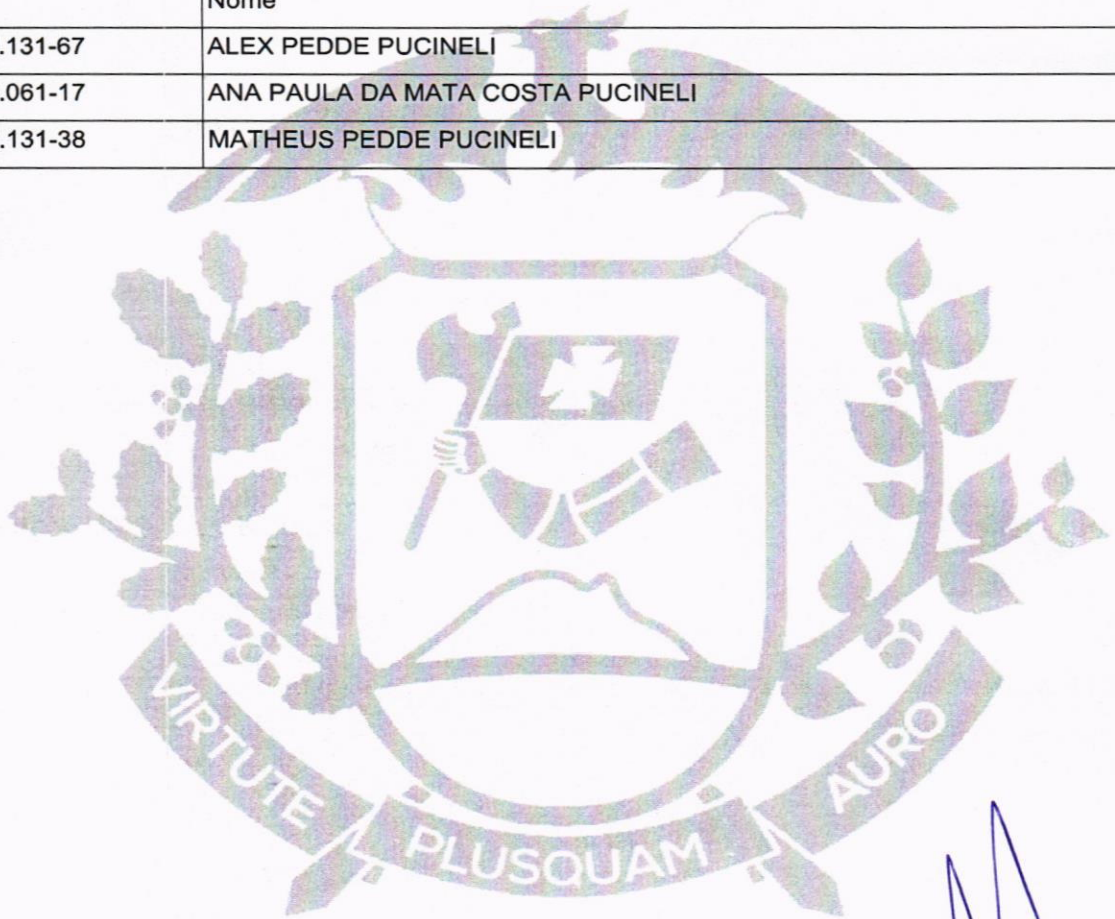 Nome
.131-67 ALEX PEDDE PUCINELI
.061-17 ANA PAULA DA MATA COSTA PUCINELI
.131-38 MATHEUS PEDDE PUCINELI
VIRTUTE PLUSQUAM AURO